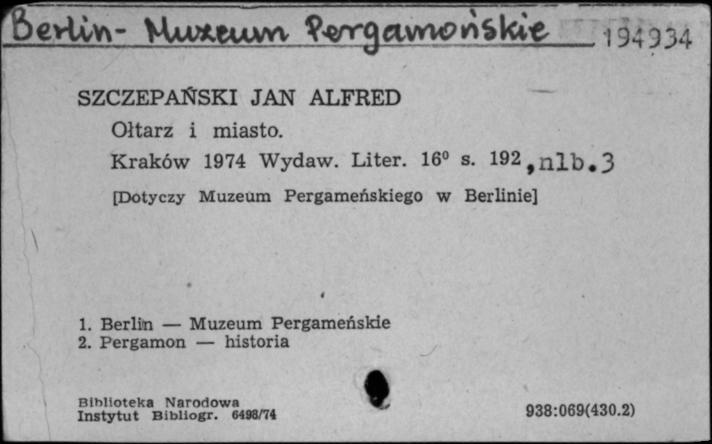 Berlin- Muzeum Pergamońskie 194934
SZCZEPAŃSKI JAN ALFRED
Ołtarz i miasto.
Kraków 1974 Wydaw. Liter. 16⁰ s. 192, nlb. 3
[Dotyczy Muzeum Pergameńskiego w Berlinie]
1. Berlin — Muzeum Pergameńskie
2. Pergamon — historia
Biblioteka Narodowa
Instytut Bibliogr. 6498/74
938:069(430.2)